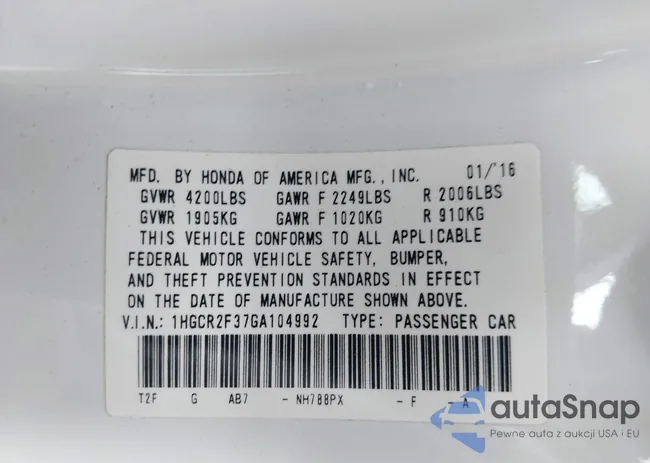 MFD. BY HONDA OF AMERICA MFG., INC. 01/'16
GVWR 4200LBS GAWR F 2249LBS R 2006LBS
GVWR 1905KG GAWR F 1020KG R 910KG
THIS VEHICLE CONFORMS TO ALL APPLICABLE
FEDERAL MOTOR VEHICLE SAFETY, BUMPER,
AND THEFT PREVENTION STANDARDS IN EFFECT
ON THE DATE OF MANUFACTURE SHOWN ABOVE.
V.I.N.: 1HGCR2F37GA104992 TYPE: PASSENGER CAR
T2F G AB7 - NH788PX - F - A
autaSnap
Pewne auta z aukcji USA i EU